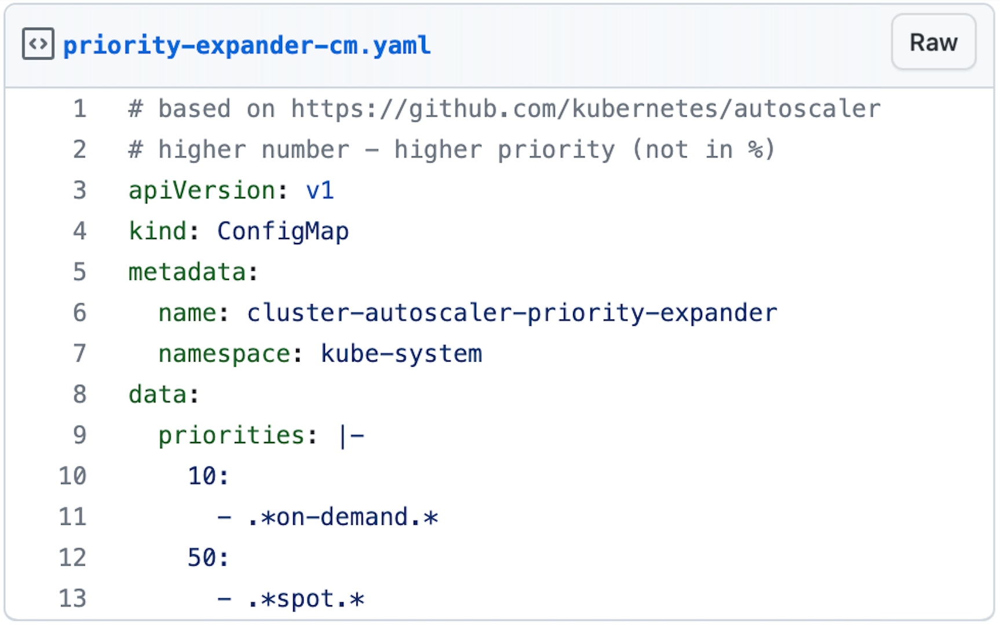 priority-expander-cm.yaml
Raw
1 # based on https://github.com/kubernetes/autoscaler
2 # higher number - higher priority (not in %)
3 apiVersion: v1
4 kind: ConfigMap
5 metadata:
6   name: cluster-autoscaler-priority-expander
7   namespace: kube-system
8 data:
9   priorities: |-
10     10:
11       - .*on-demand.*
12     50:
13       - .*spot.*